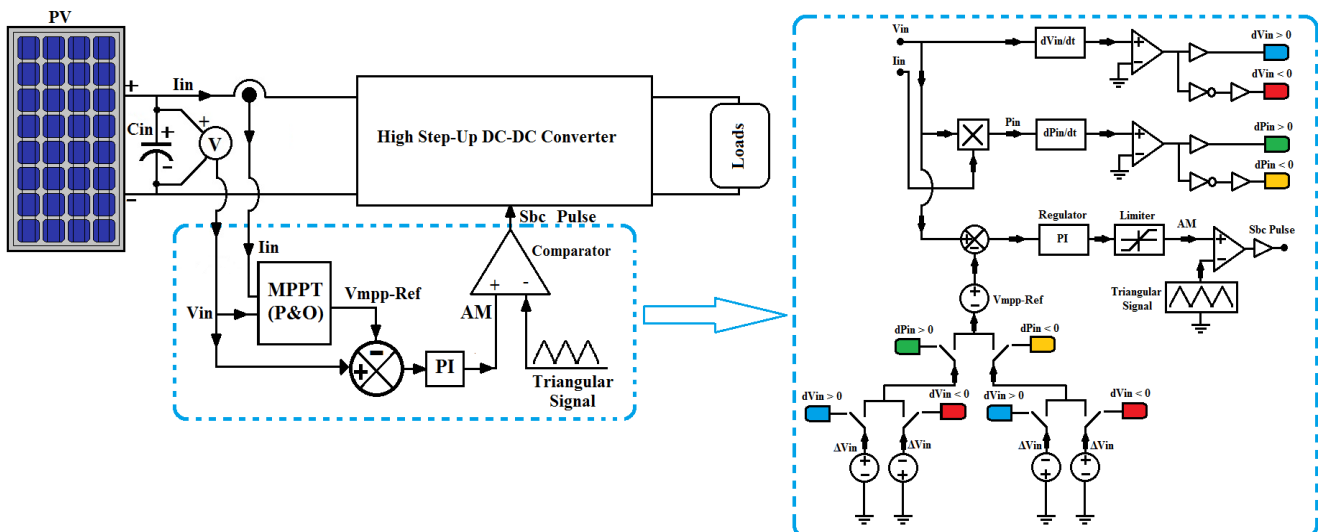 PV
+
Iin
Cin
+
-
+
V
-
High Step-Up DC-DC Converter
Loads
Sbc Pulse
Comparator
Iin
MPPT
(P&O)
Vin
Vmpp-Ref
+
-
AM
-
+
PI
Triangular
Signal
Vin
Iin
dVin/dt
+
-
dVin > 0
dVin < 0
Pin
dPin/dt
+
-
dPin > 0
dPin < 0
+
-
Regulator
PI
Limiter
AM
+
-
Sbc Pulse
Triangular
Signal
+
-
Vmpp-Ref
dPin > 0
dPin < 0
dVin > 0
dVin < 0
dVin > 0
dVin < 0
ΔVin
ΔVin
ΔVin
ΔVin
+
-
-
+
-
+
+
-